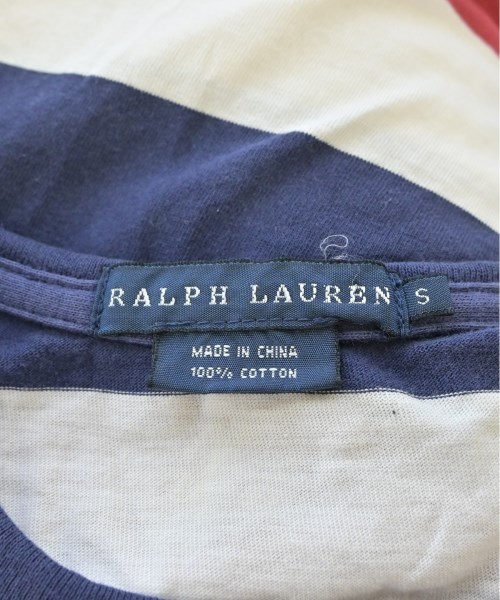 RALPH LAUREN
S
MADE IN CHINA
100% COTTON